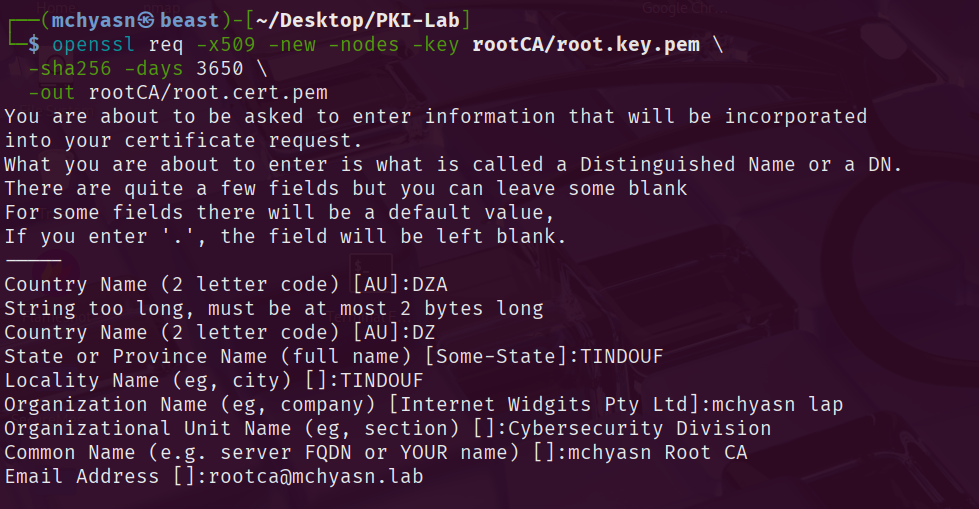 ┌──(mchyasn㉿beast)-[~/Desktop/PKI-Lab]
└─$ openssl req -x509 -new -nodes -key rootCA/root.key.pem \
  -sha256 -days 3650 \
  -out rootCA/root.cert.pem
You are about to be asked to enter information that will be incorporated
into your certificate request.
What you are about to enter is what is called a Distinguished Name or a DN.
There are quite a few fields but you can leave some blank
For some fields there will be a default value,
If you enter '.', the field will be left blank.
-----
Country Name (2 letter code) [AU]:DZA
String too long, must be at most 2 bytes long
Country Name (2 letter code) [AU]:DZ
State or Province Name (full name) [Some-State]:TINDOUF
Locality Name (eg, city) []:TINDOUF
Organization Name (eg, company) [Internet Widgits Pty Ltd]:mchyasn lap
Organizational Unit Name (eg, section) []:Cybersecurity Division
Common Name (e.g. server FQDN or YOUR name) []:mchyasn Root CA
Email Address []:rootca@mchyasn.lab